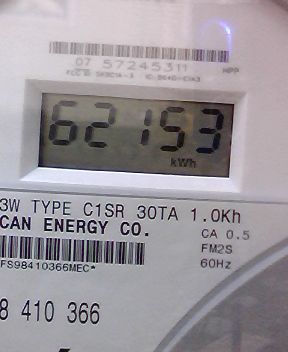 07 57245311
62153
kWh
3W TYPE C1SR 30TA 1.0Kh
CAN ENERGY CO.
CA 0.5
FM2S
60Hz
FS98410366MEC*
8 410 366